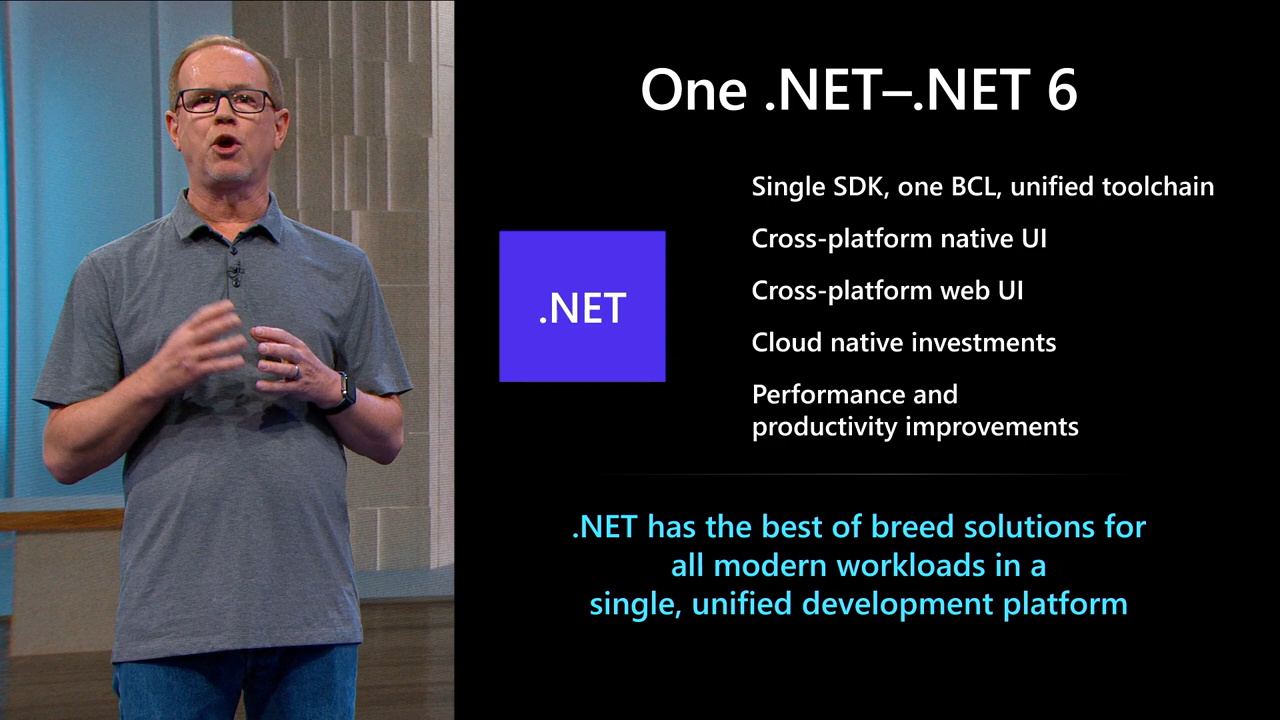 One .NET–.NET 6
Single SDK, one BCL, unified toolchain
Cross-platform native UI
Cross-platform web UI
.NET
Cloud native investments
Performance and
productivity improvements
.NET has the best of breed solutions for
all modern workloads in a
single, unified development platform